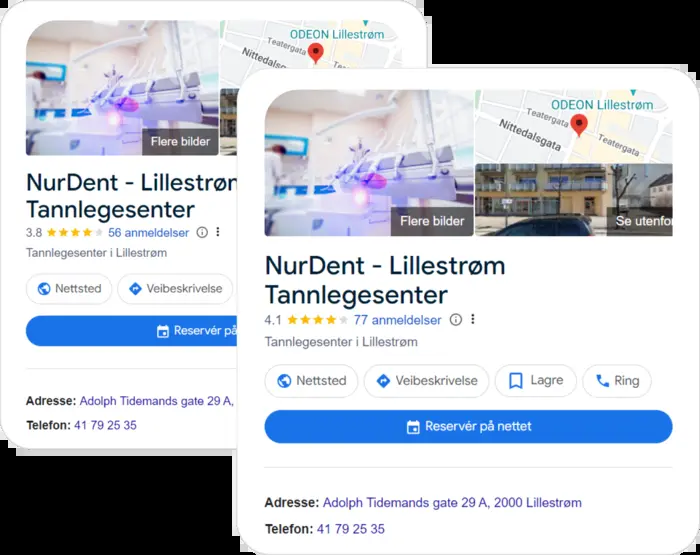 ODEON Lillestrøm
Teatergata
Nittedalsgata
Flere bilder
NurDent - Lillestrøm
Tannlegesenter
3.8 56 anmeldelser
Tannlegesenter i Lillestrøm
Nettsted Veibeskrivelse
Reservér på
Adresse: Adolph Tidemands gate 29 A,
Telefon: 41 79 25 35
ODEON Lillestrøm
Teatergata
Nittedalsgata
Teatergata
Flere bilder
Se utenfor
NurDent - Lillestrøm
Tannlegesenter
4.1 77 anmeldelser
Tannlegesenter i Lillestrøm
Nettsted Veibeskrivelse Lagre Ring
Reservér på nettet
Adresse: Adolph Tidemands gate 29 A, 2000 Lillestrøm
Telefon: 41 79 25 35